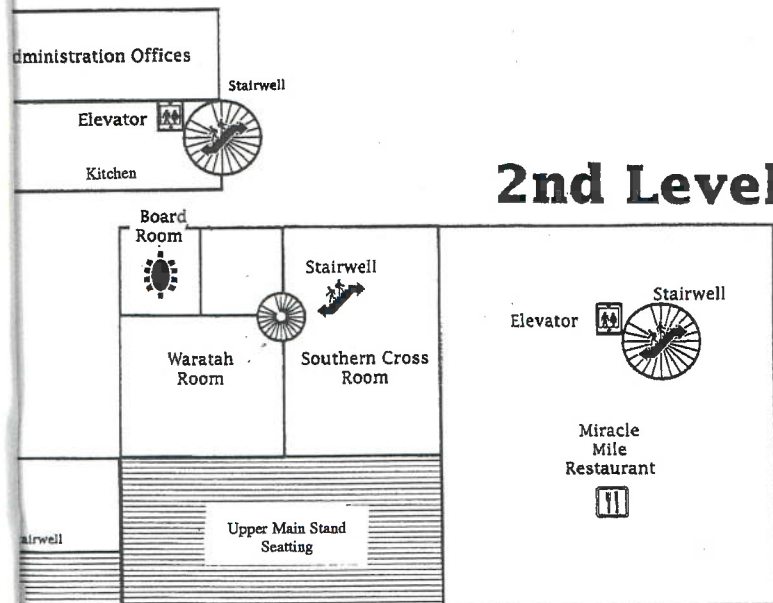 dministration Offices
Stairwell
Elevator
Kitchen
2nd Level
Board
Room
Stairwell
Waratah
Room
Southern Cross
Room
Elevator
Stairwell
Miracle
Mile
Restaurant
Upper Main Stand
Seatting
airwell